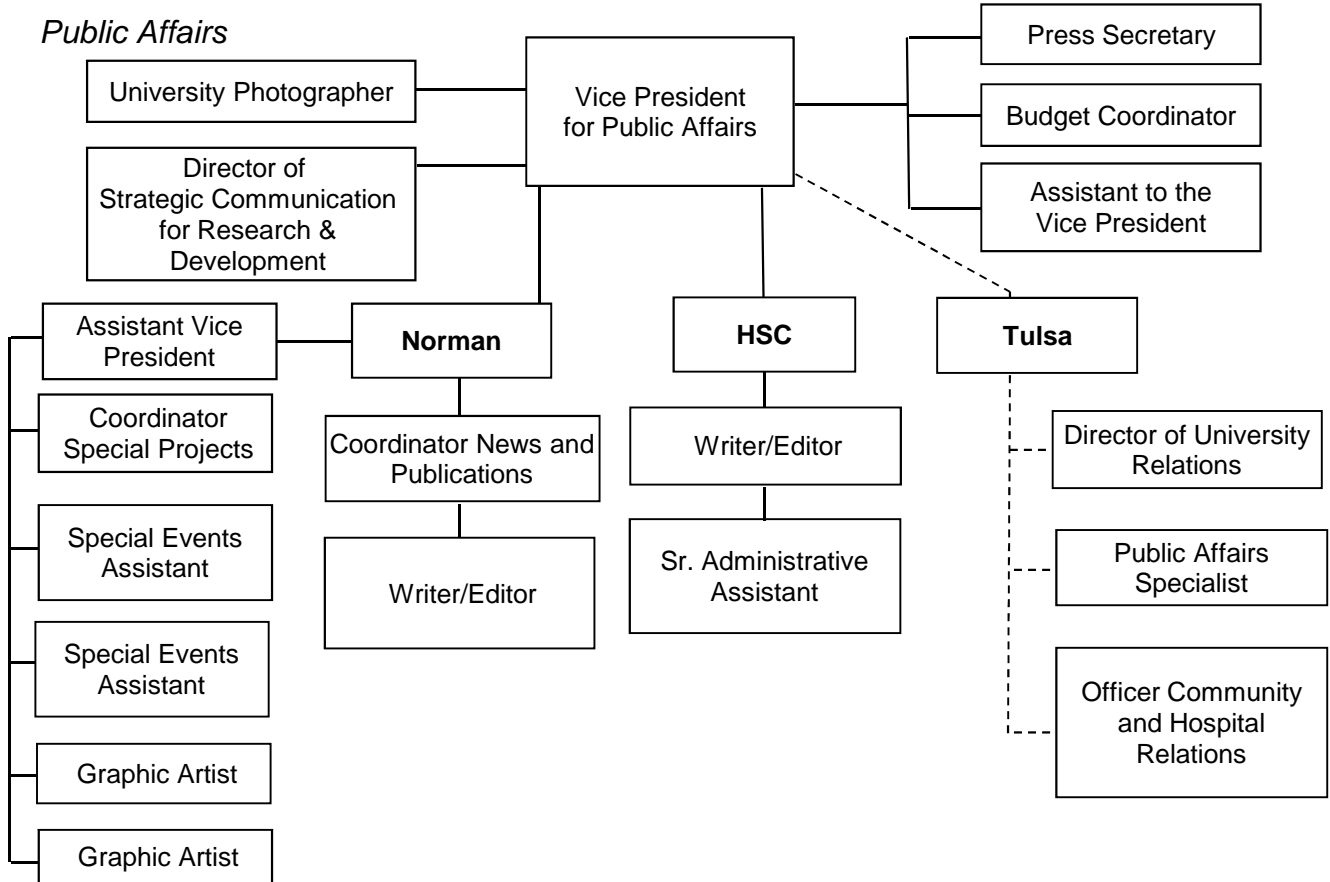 Public Affairs
Press Secretary
University Photographer
Vice President
for Public Affairs
Budget Coordinator
Director of
Strategic Communication
for Research &
Development
Assistant to the
Vice President
Assistant Vice
President
Norman
HSC
Tulsa
Coordinator
Special Projects
Coordinator News and
Publications
Writer/Editor
Director of University
Relations
Special Events
Assistant
Writer/Editor
Sr. Administrative
Assistant
Public Affairs
Specialist
Special Events
Assistant
Officer Community
and Hospital
Relations
Graphic Artist
Graphic Artist